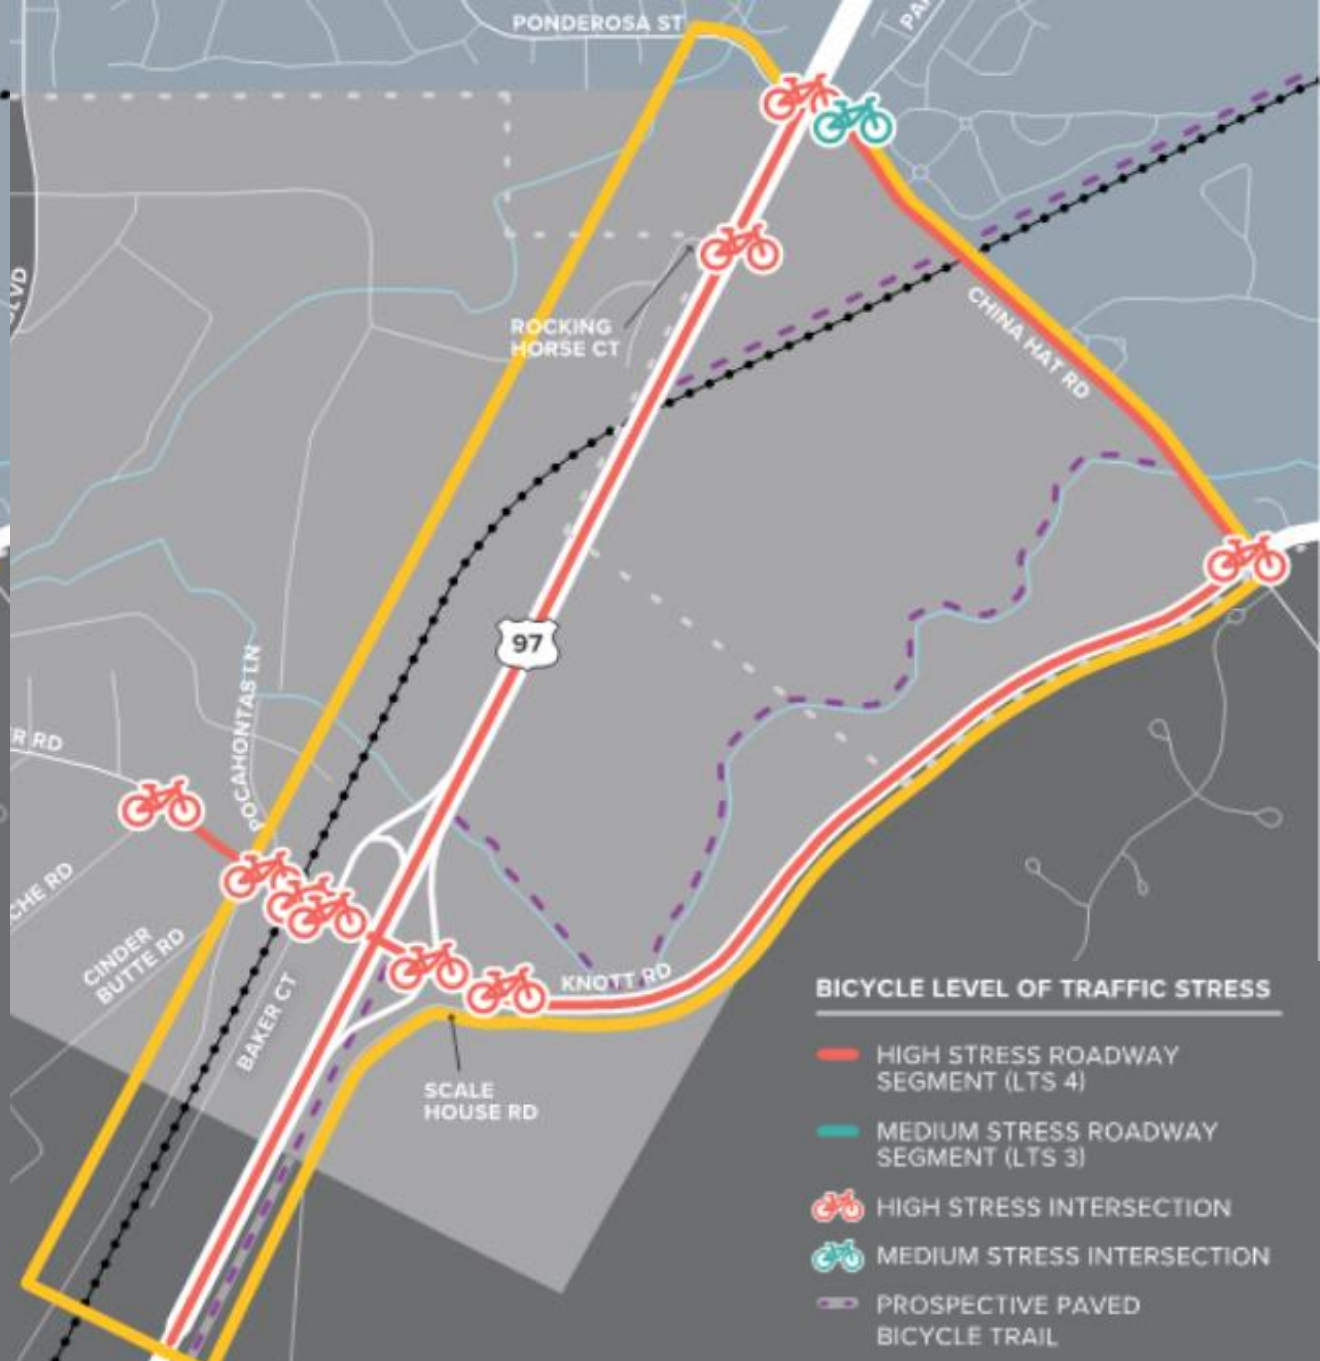 PONDEROSA ST
PAR
LVD
ROCKING
HORSE CT
CHINA HAT RD
97
POCAHONTAS LN
R RD
CHE RD
CINDER
BUTTE RD
BAKER CT
KNOTT RD
SCALE
HOUSE RD
BICYCLE LEVEL OF TRAFFIC STRESS
HIGH STRESS ROADWAY
SEGMENT (LTS 4)
MEDIUM STRESS ROADWAY
SEGMENT (LTS 3)
HIGH STRESS INTERSECTION
MEDIUM STRESS INTERSECTION
PROSPECTIVE PAVED
BICYCLE TRAIL